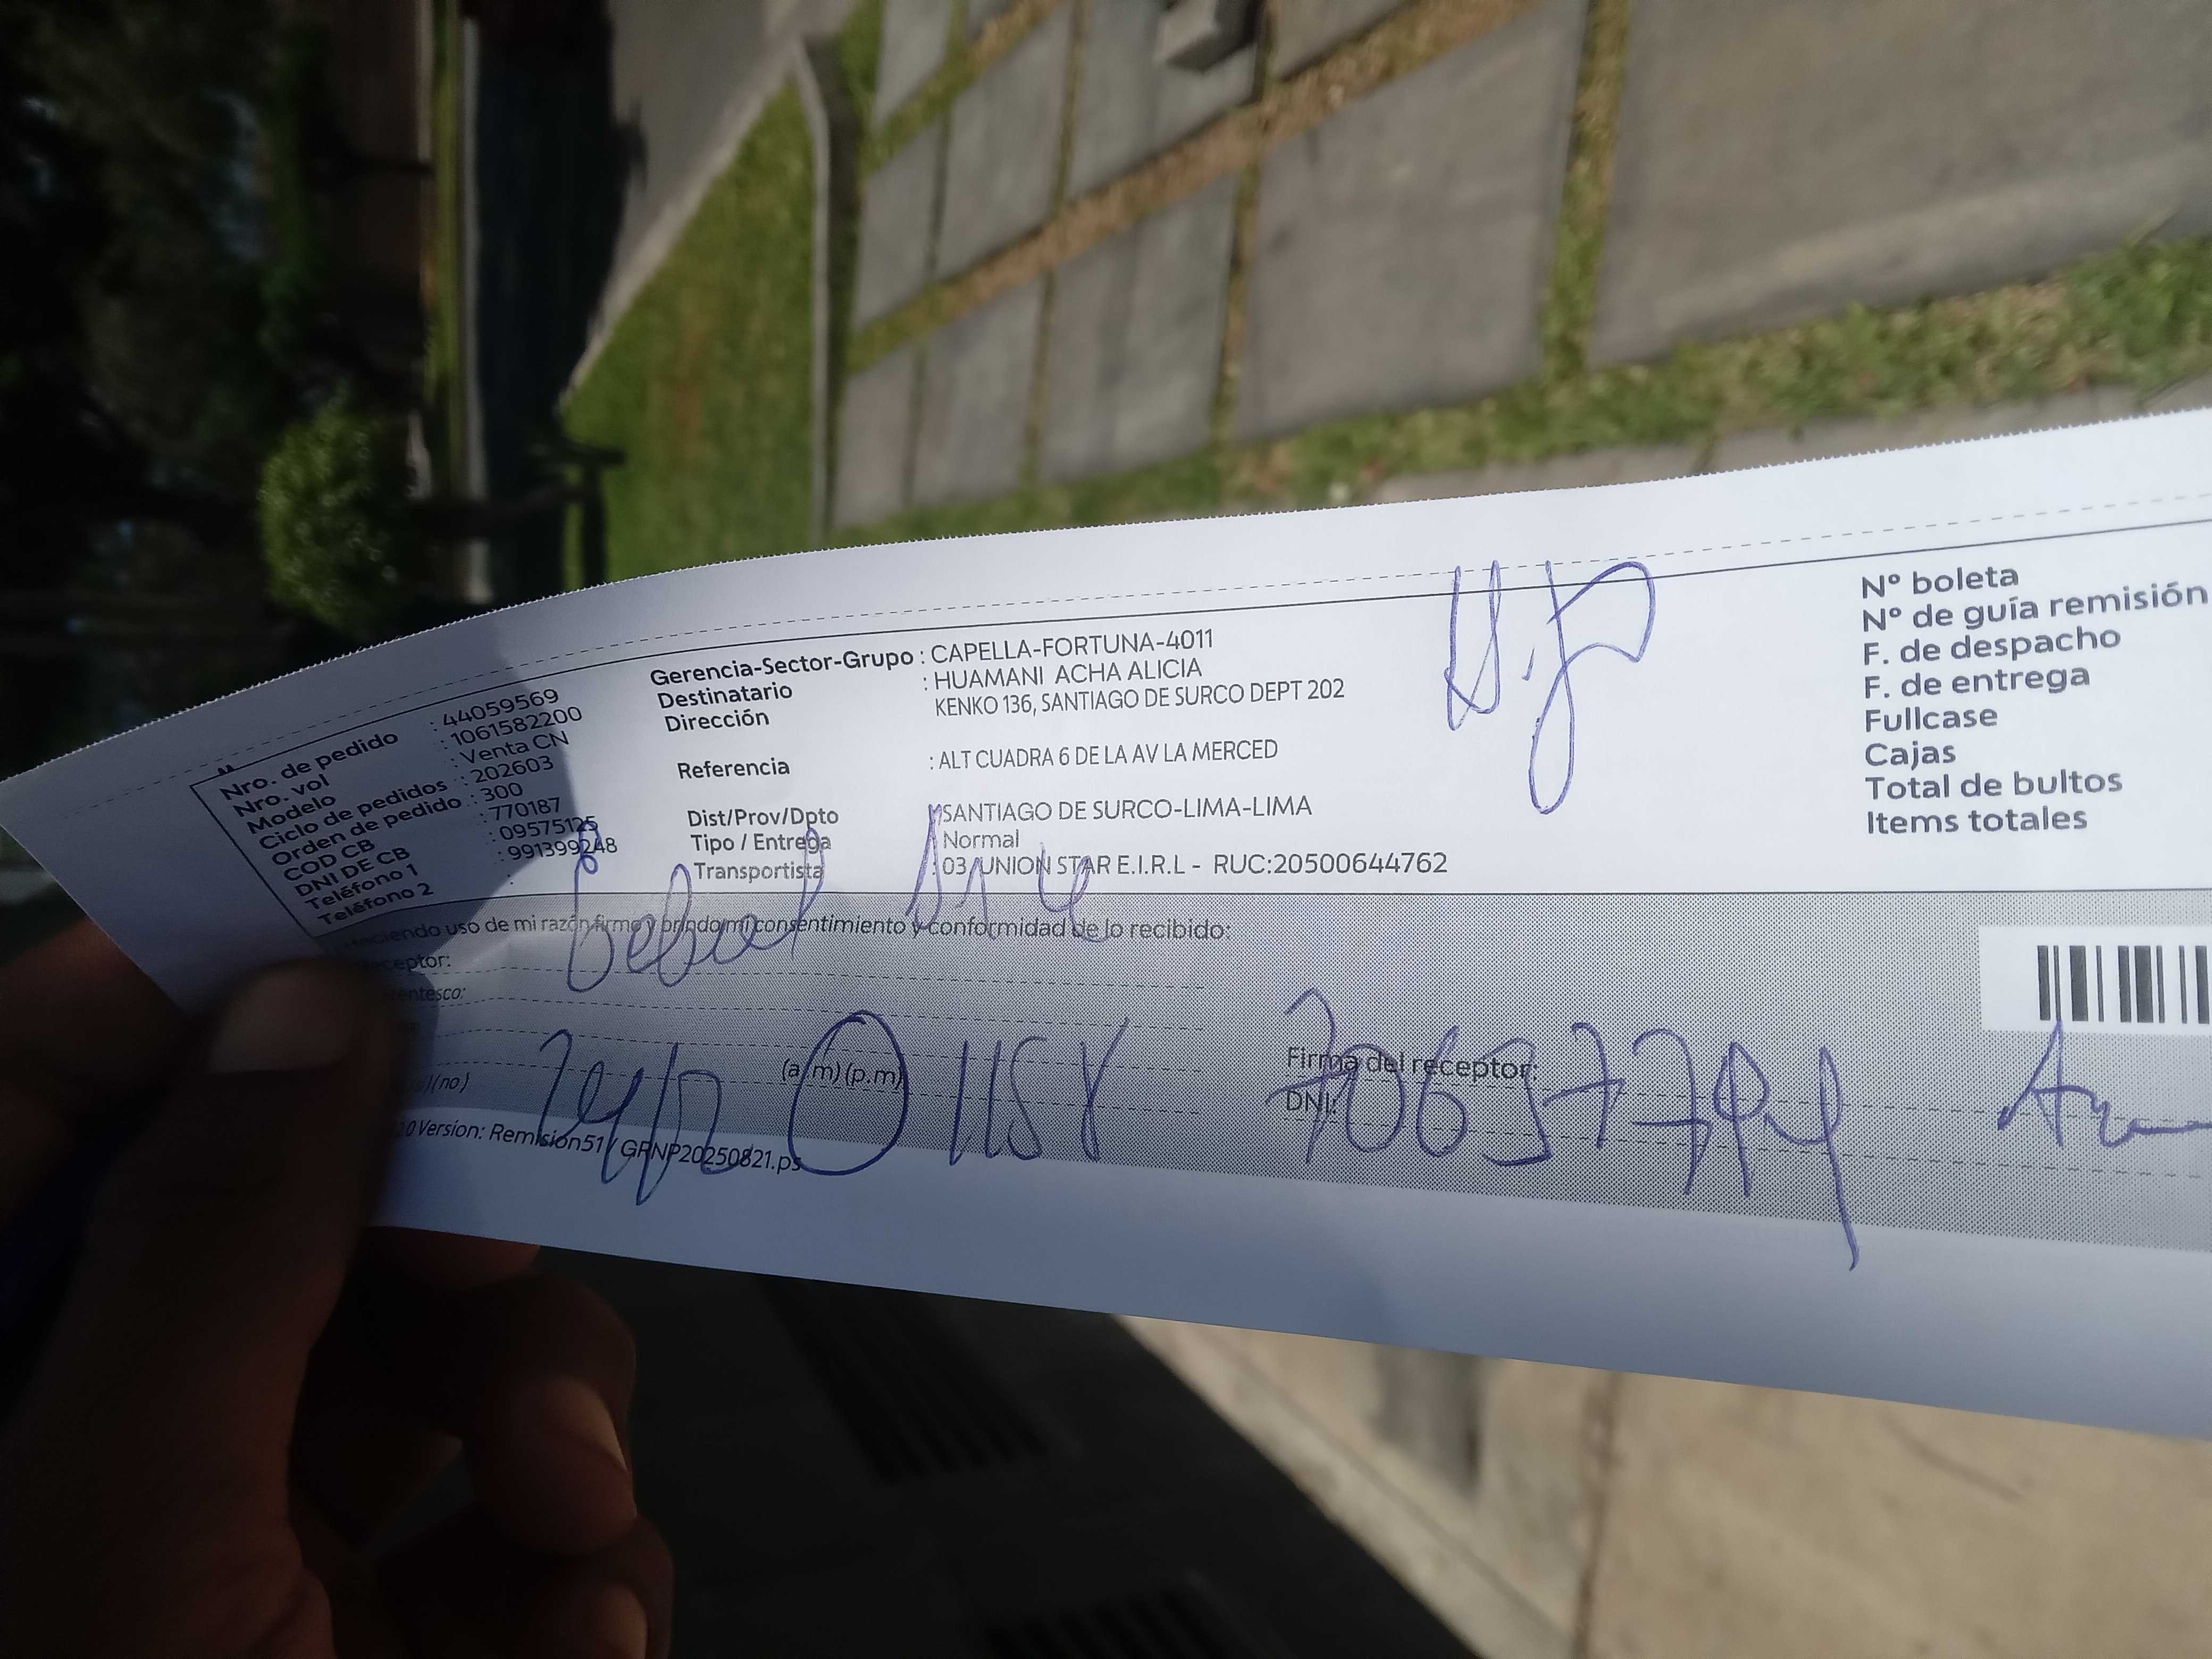 Nro. de pedido : 44059569
Nro. vol : 1061582200
Modelo : Venta CN
Ciclo de pedidos : 202603
Orden de pedido : 300
COD CB : 770187
DNI DE CB : 09575125
Teléfono 1 : 991399248
Teléfono 2 :
Gerencia-Sector-Grupo : CAPELLA-FORTUNA-4011
Destinatario : HUAMANI ACHA ALICIA
Dirección KENKO 136, SANTIAGO DE SURCO DEPT 202
Referencia : ALT CUADRA 6 DE LA AV LA MERCED
Dist/Prov/Dpto SANTIAGO DE SURCO-LIMA-LIMA
Tipo / Entrega Normal
Transportista : 03 UNION STAR E.I.R.L - RUC:20500644762
Nº boleta
Nº de guía remisión
F. de despacho
F. de entrega
Fullcase
Cajas
Total de bultos
Items totales
Haciendo uso de mi razón firmo y brindo mi consentimiento y conformidad de lo recibido:
(a.m) (p.m)
(no)
Firma del receptor:
DNI:
Version: Remision51 / GRNP20250821.ps